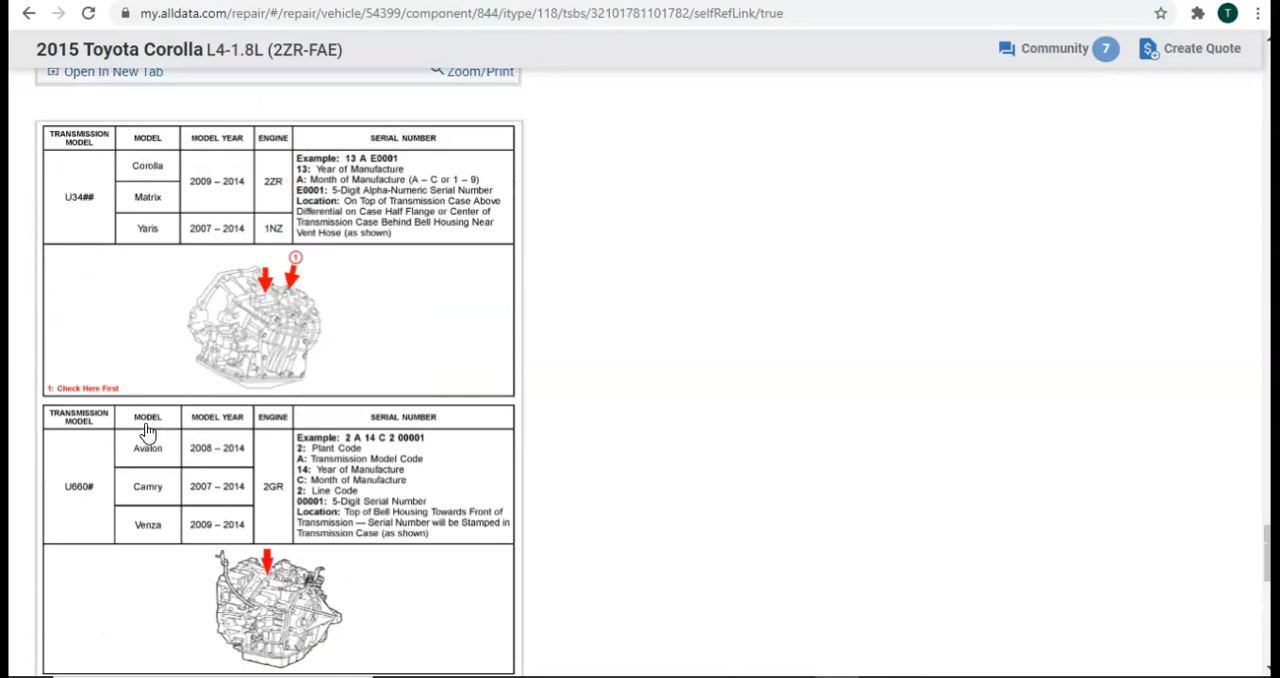 my.alldata.com/repair/#/repair/vehicle/54399/component/844/itype/118/tsbs/32101781101782/selfRefLink/true
T
2015 Toyota Corolla L4-1.8L (2ZR-FAE)
Community 7
Create Quote
Open In New Tab
Zoom/Print
TRANSMISSION MODEL
MODEL
MODEL YEAR
ENGINE
SERIAL NUMBER
U34##
Corolla
Matrix
2009 – 2014
2ZR
Yaris
2007 – 2014
1NZ
Example: 13 A E0001
13: Year of Manufacture
A: Month of Manufacture (A – C or 1 – 9)
E0001: 5-Digit Alpha-Numeric Serial Number
Location: On Top of Transmission Case Above
Differential on Case Half Flange or Center of
Transmission Case Behind Bell Housing Near
Vent Hose (as shown)
1
1: Check Here First
TRANSMISSION MODEL
MODEL
MODEL YEAR
ENGINE
SERIAL NUMBER
U660#
Avalon
2008 – 2014
Camry
2007 – 2014
2GR
Venza
2009 – 2014
Example: 2 A 14 C 2 00001
2: Plant Code
A: Transmission Model Code
14: Year of Manufacture
C: Month of Manufacture
2: Line Code
00001: 5-Digit Serial Number
Location: Top of Bell Housing Towards Front of
Transmission — Serial Number will be Stamped in
Transmission Case (as shown)